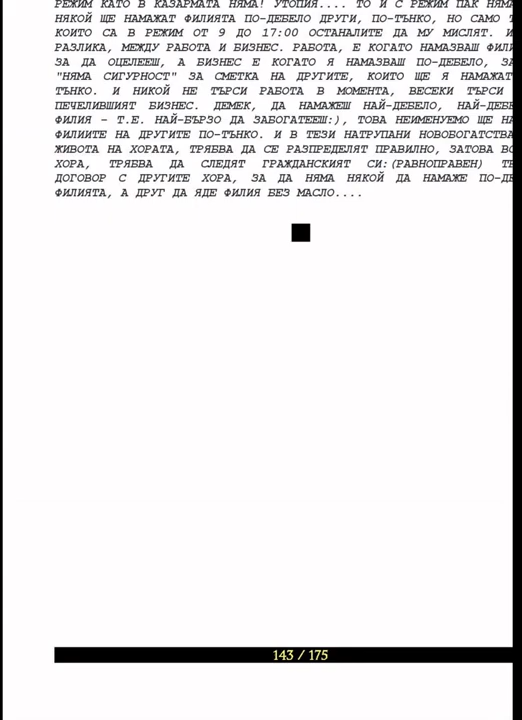 РЕЖИМ КАТО В КАЗАРМАТА НЯМА! УТОПИЯ.... ТО И С РЕЖИМ ПАК
НЯКОЙ ЩЕ НАМАЖАТ ФИЛИЯТА ПО-ДЕБЕЛО ДРУГИ, ПО-ТЪНКО, НО САМО
КОИТО СА В РЕЖИМ ОТ 9 ДО 17:00 ОСТАНАЛИТЕ ДА МУ МИСЛЯТ.
РАЗЛИКА, МЕЖДУ РАБОТА И БИЗНЕС. РАБОТА, Е КОГАТО НАМАЗВАШ
ЗА ДА ОЦЕЛЕЕШ, А БИЗНЕС Е КОГАТО Я НАМАЗВАШ ПО-ДЕБЕЛО,
"НЯМА СИГУРНОСТ" ЗА СМЕТКА НА ДРУГИТЕ, КОИТО ЩЕ Я НАМАЖАТ
ТЪНКО. И НИКОЙ НЕ ТЪРСИ РАБОТА В МОМЕНТА, ВСЕКИ ТЪРСИ
ПЕЧЕЛИВШИЯТ БИЗНЕС. ДЕМЕК, ДА НАМАЖЕШ НАЙ-ДЕБЕЛО,
ФИЛИЯ – Т.Е. НАЙ-БЪРЗО ДА ЗАБОГАТЕЕШ:), ТОВА НЕИМЕНУЕМО ЩЕ
ФИЛИИТЕ НА ДРУГИТЕ ПО-ТЪНКО. И В ТЕЗИ НАТРУПАНИ НОВОБОГАТСТВА
ЖИВОТА НА ХОРАТА, ТРЯБВА ДА СЕ РАЗПРЕДЕЛЯТ ПРАВИЛНО, ЗАТОВА
ХОРА, ТРЯБВА ДА СЛЕДЯТ ГРАЖДАНСКИЯТ СИ:(РАВНОПРАВЕН)
ДОГОВОР С ДРУГИТЕ ХОРА, ЗА ДА НЯМА НЯКОЙ ДА НАМАЖЕ
ФИЛИЯТА, А ДРУГ ДА ЯДЕ ФИЛИЯ БЕЗ МАСЛО....
143 / 175